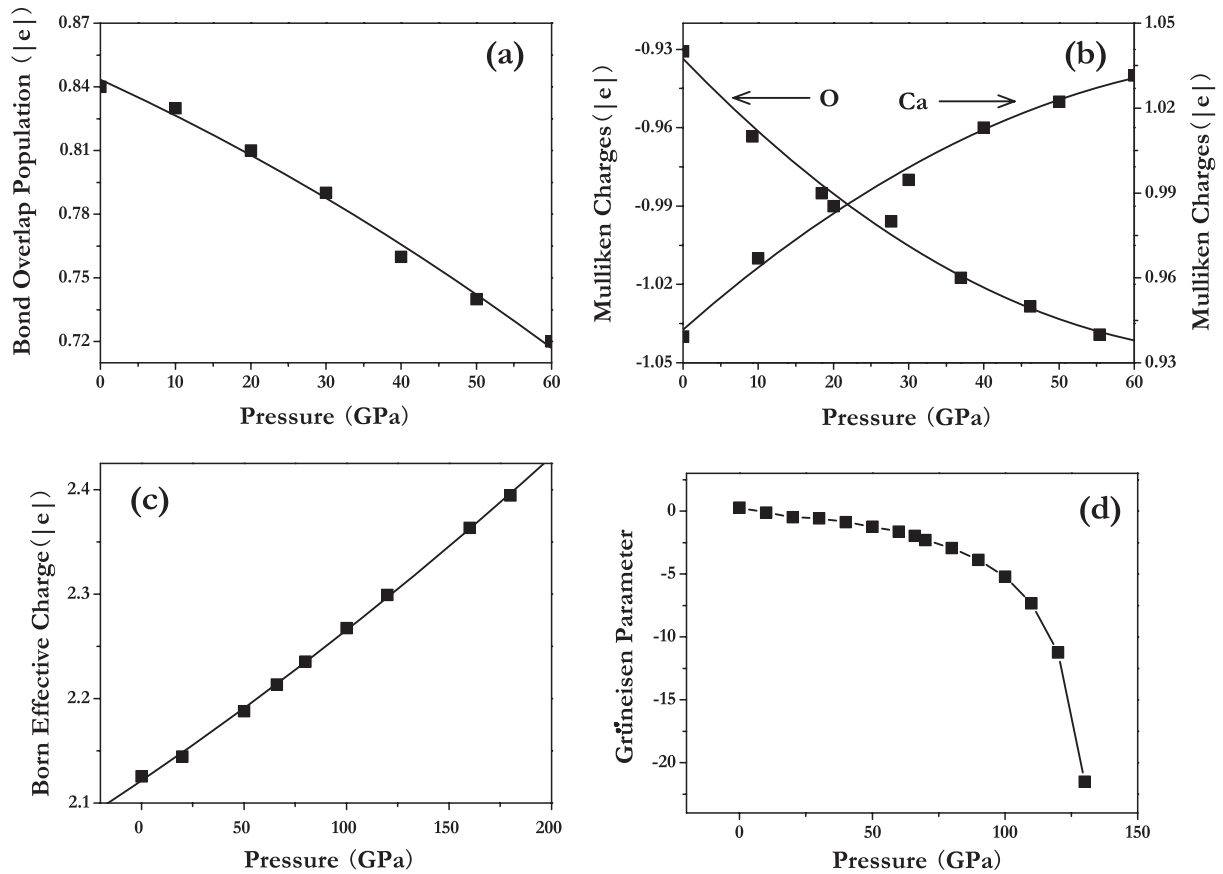 (a)
Bond Overlap Population (|e|)
0.87
0.84
0.81
0.78
0.75
0.72
0 10 20 30 40 50 60
Pressure (GPa)
(b)
Mulliken Charges (|e|)
-0.93
-0.96
-0.99
-1.02
-1.05
O
Ca
1.05
1.02
0.99
0.96
0.93
Mulliken Charges (|e|)
0 10 20 30 40 50 60
Pressure (GPa)
(c)
Born Effective Charge (|e|)
2.4
2.3
2.2
2.1
0 50 100 150 200
Pressure (GPa)
(d)
Grüneisen Parameter
0
-5
-10
-15
-20
0 50 100 150
Pressure (GPa)